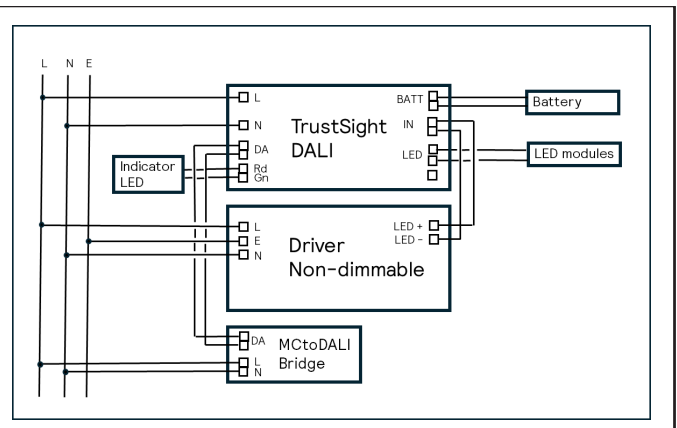 L N E
L
N
DA
Rd
Gn
TrustSight
DALI
BATT
IN
LED
Battery
LED modules
Indicator
LED
L
E
N
Driver
Non-dimmable
LED +
LED -
DA
L
N
MCtoDALI
Bridge